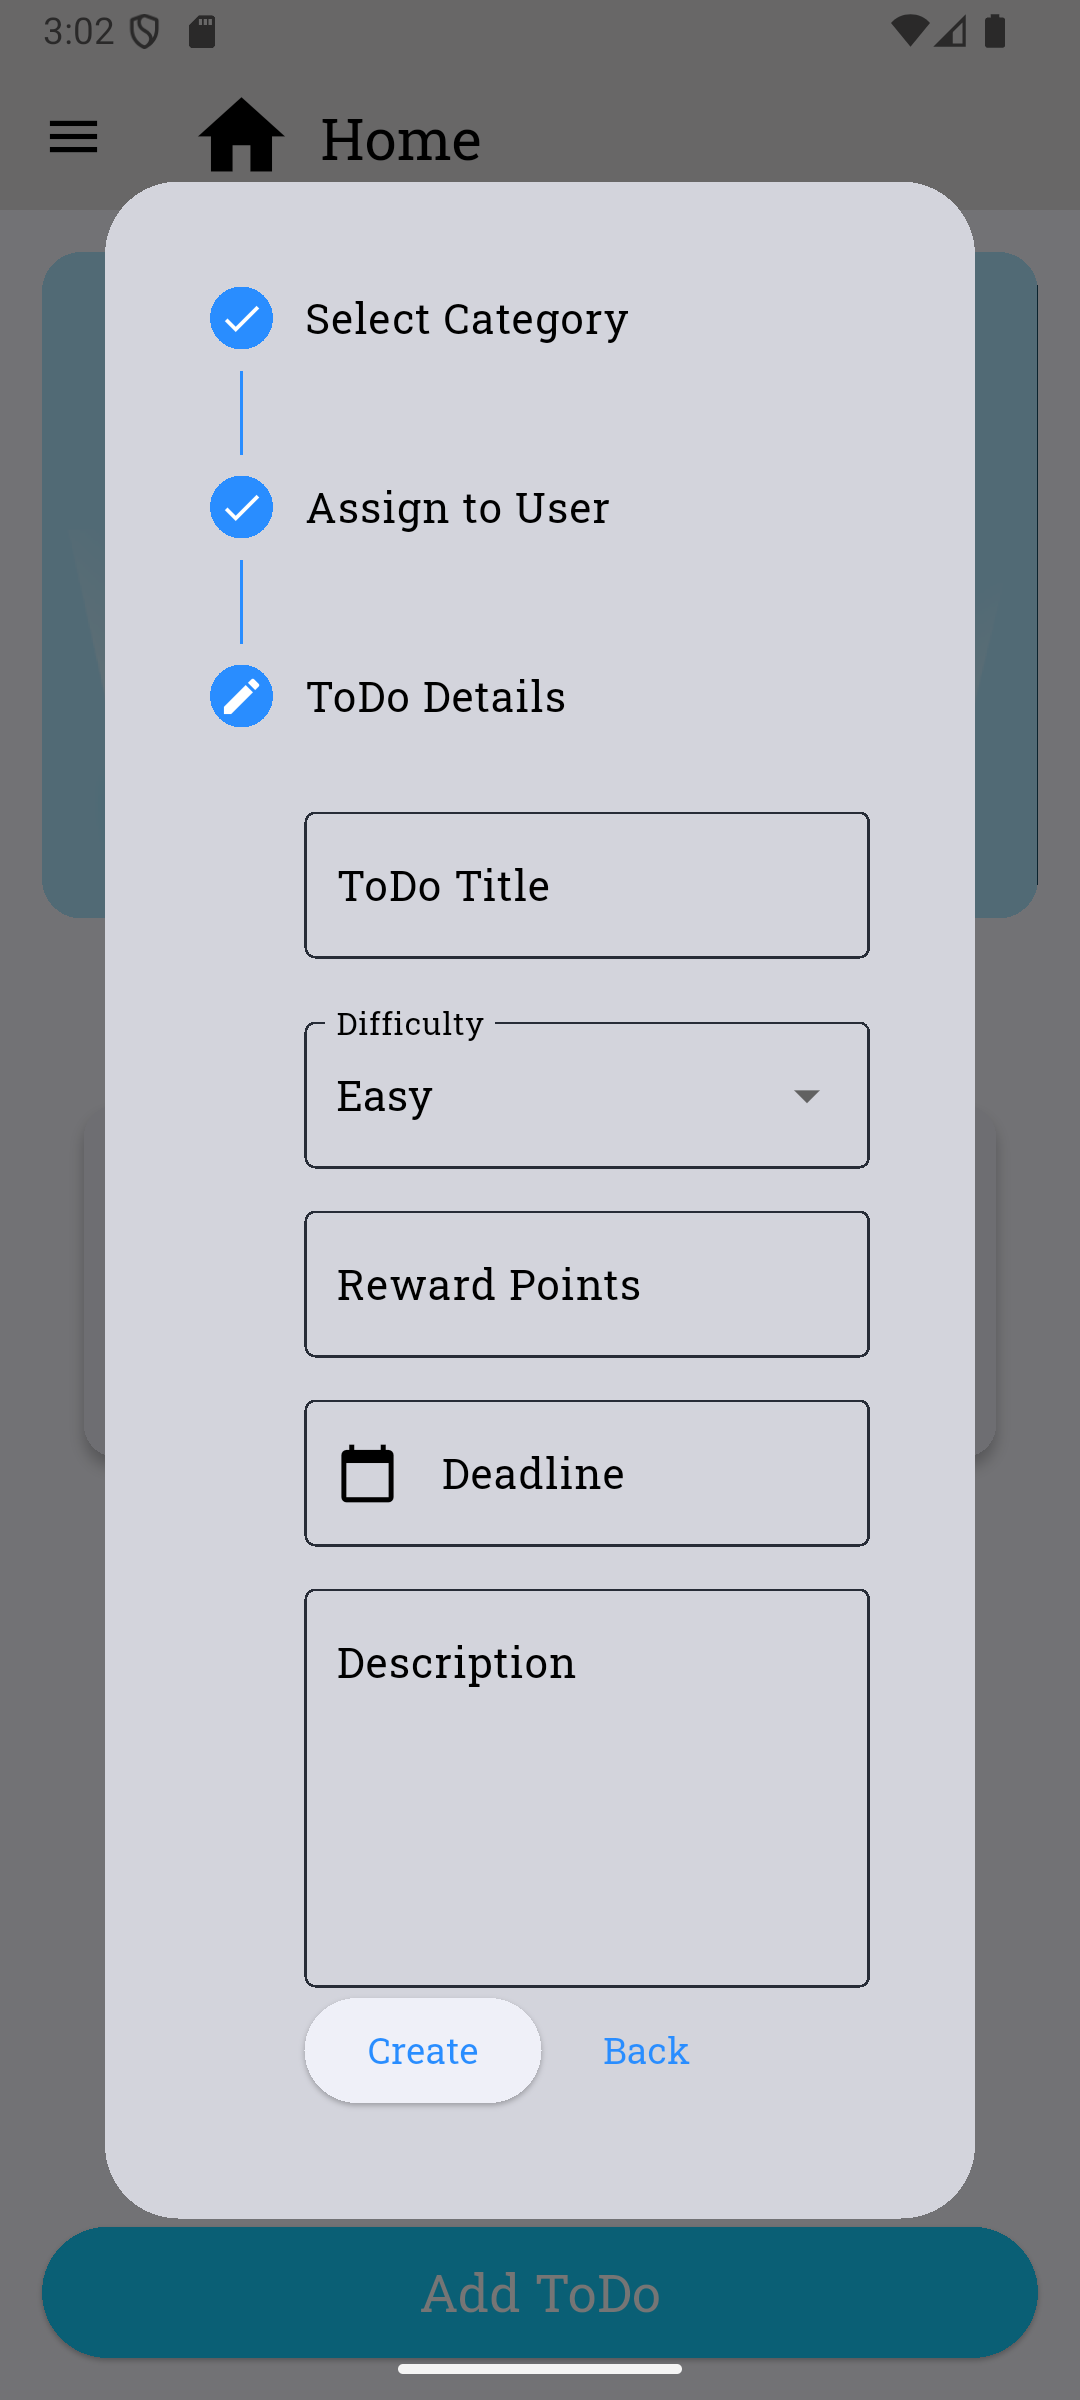 3:02
Home
Select Category
Assign to User
ToDo Details
ToDo Title
Difficulty
Easy
Reward Points
Deadline
Description
Create Back
Add ToDo